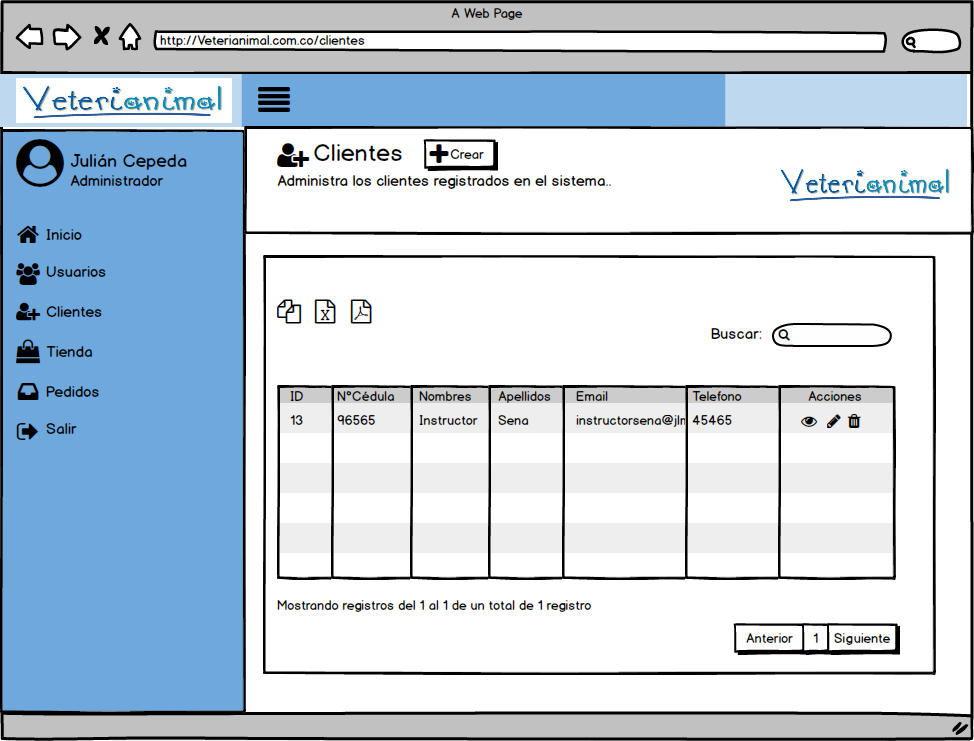 A Web Page
http://Veterianimal.com.co/clientes
Veterianimal
Julián Cepeda
Administrador
Inicio
Usuarios
Clientes
Tienda
Pedidos
Salir
Clientes
Crear
Administra los clientes registrados en el sistema..
Veterianimal
Buscar:
ID N°Cédula Nombres Apellidos Email Telefono Acciones
13 96565 Instructor Sena instructorsena@jlm 45465
Mostrando registros del 1 al 1 de un total de 1 registro
Anterior 1 Siguiente